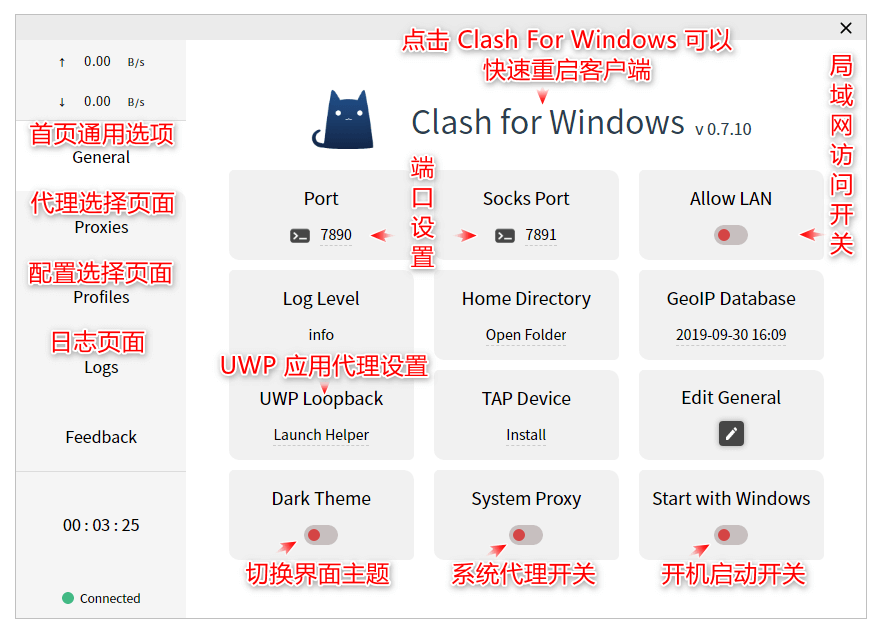 ↑ 0.00 B/s
↓ 0.00 B/s
首页通用选项
General
代理选择页面
Proxies
配置选择页面
Profiles
日志页面
Logs
Feedback
00 : 03 : 25
Connected
点击 Clash For Windows 可以
快速重启客户端
Clash for Windows v 0.7.10
局域网访问开关
端口设置
Port
7890
Socks Port
7891
Allow LAN
Log Level
info
Home Directory
Open Folder
GeoIP Database
2019-09-30 16:09
UWP 应用代理设置
UWP Loopback
Launch Helper
TAP Device
Install
Edit General
Dark Theme
切换界面主题
System Proxy
系统代理开关
Start with Windows
开机启动开关